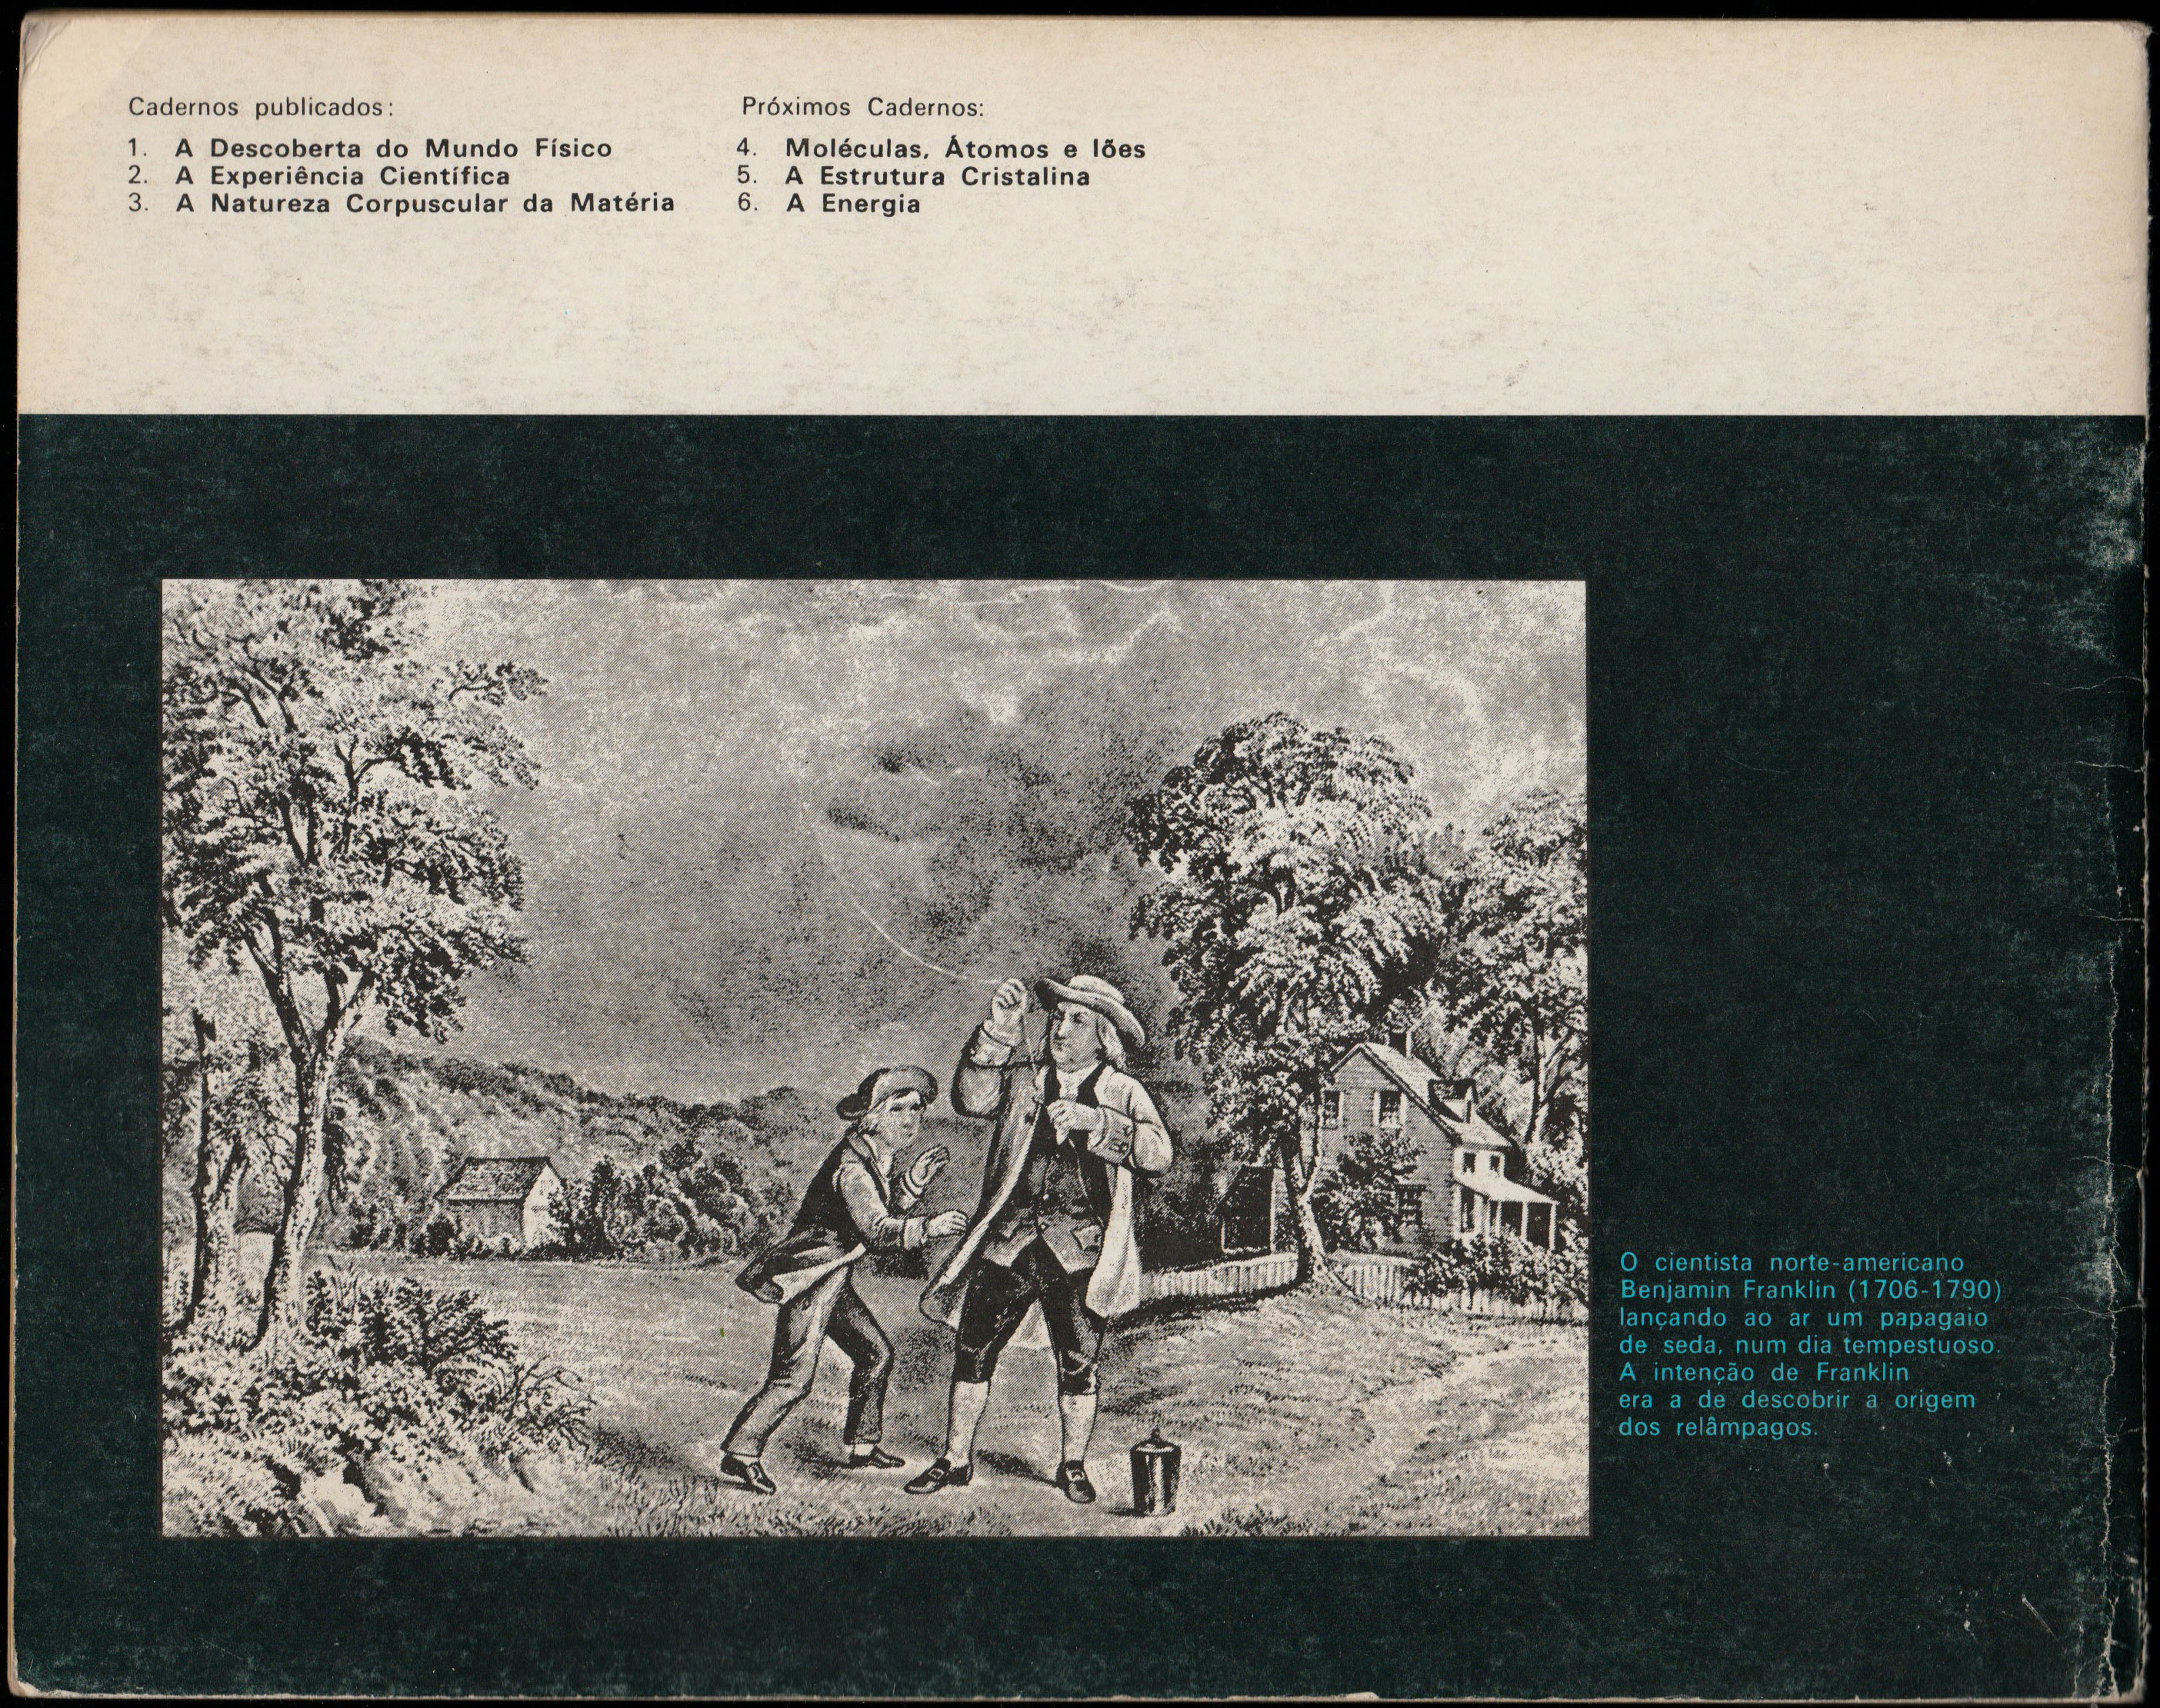 Cadernos publicados:
1. A Descoberta do Mundo Físico
2. A Experiência Científica
3. A Natureza Corpuscular da Matéria
Próximos Cadernos:
4. Moléculas, Átomos e Iões
5. A Estrutura Cristalina
6. A Energia
O cientista norte-americano
Benjamin Franklin (1706-1790)
lançando ao ar um papagaio
de seda, num dia tempestuoso.
A intenção de Franklin
era a de descobrir a origem
dos relâmpagos.